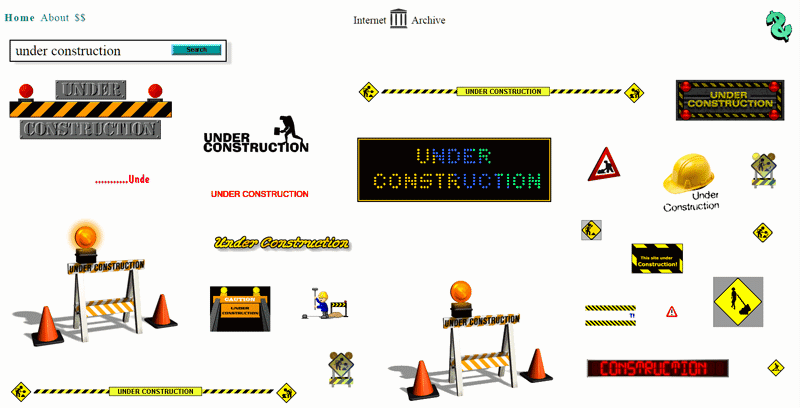 Home About $$
Internet Archive
under construction
Search
UNDER
CONSTRUCTION
UNDER CONSTRUCTION
UNDER
CONSTRUCTION
UNDER
CONSTRUCTION
UNDER
CONSTRUCTION
...........Unde
UNDER CONSTRUCTION
Under
Construction
Under Construction
This site under
Construction!
UNDER CONSTRUCTION
CAUTION
UNDER
CONSTRUCTION
UNDER CONSTRUCTION
CONSTRUCTION
UNDER CONSTRUCTION